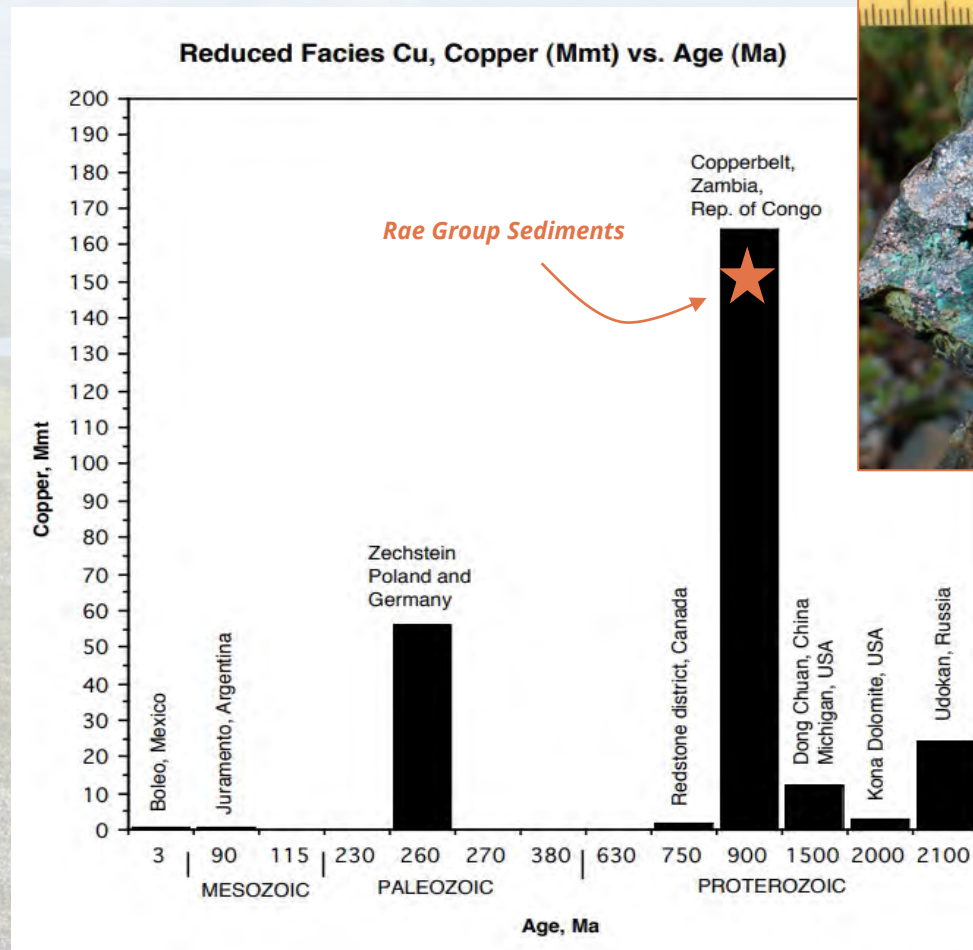 Reduced Facies Cu, Copper (Mmt) vs. Age (Ma)
Copper, Mmt
200
190
180
170
160
150
140
130
120
110
100
90
80
70
60
50
40
30
20
10
0
Rae Group Sediments
Copperbelt,
Zambia,
Rep. of Congo
Zechstein
Poland and
Germany
Boleo, Mexico
Juramento, Argentina
Redstone district, Canada
Dong Chuan, China
Michigan, USA
Kona Dolomite, USA
Udokan, Russia
3 90 115 230 260 270 380 630 750 900 1500 2000 2100
MESOZOIC PALEOZOIC PROTEROZOIC
Age, Ma